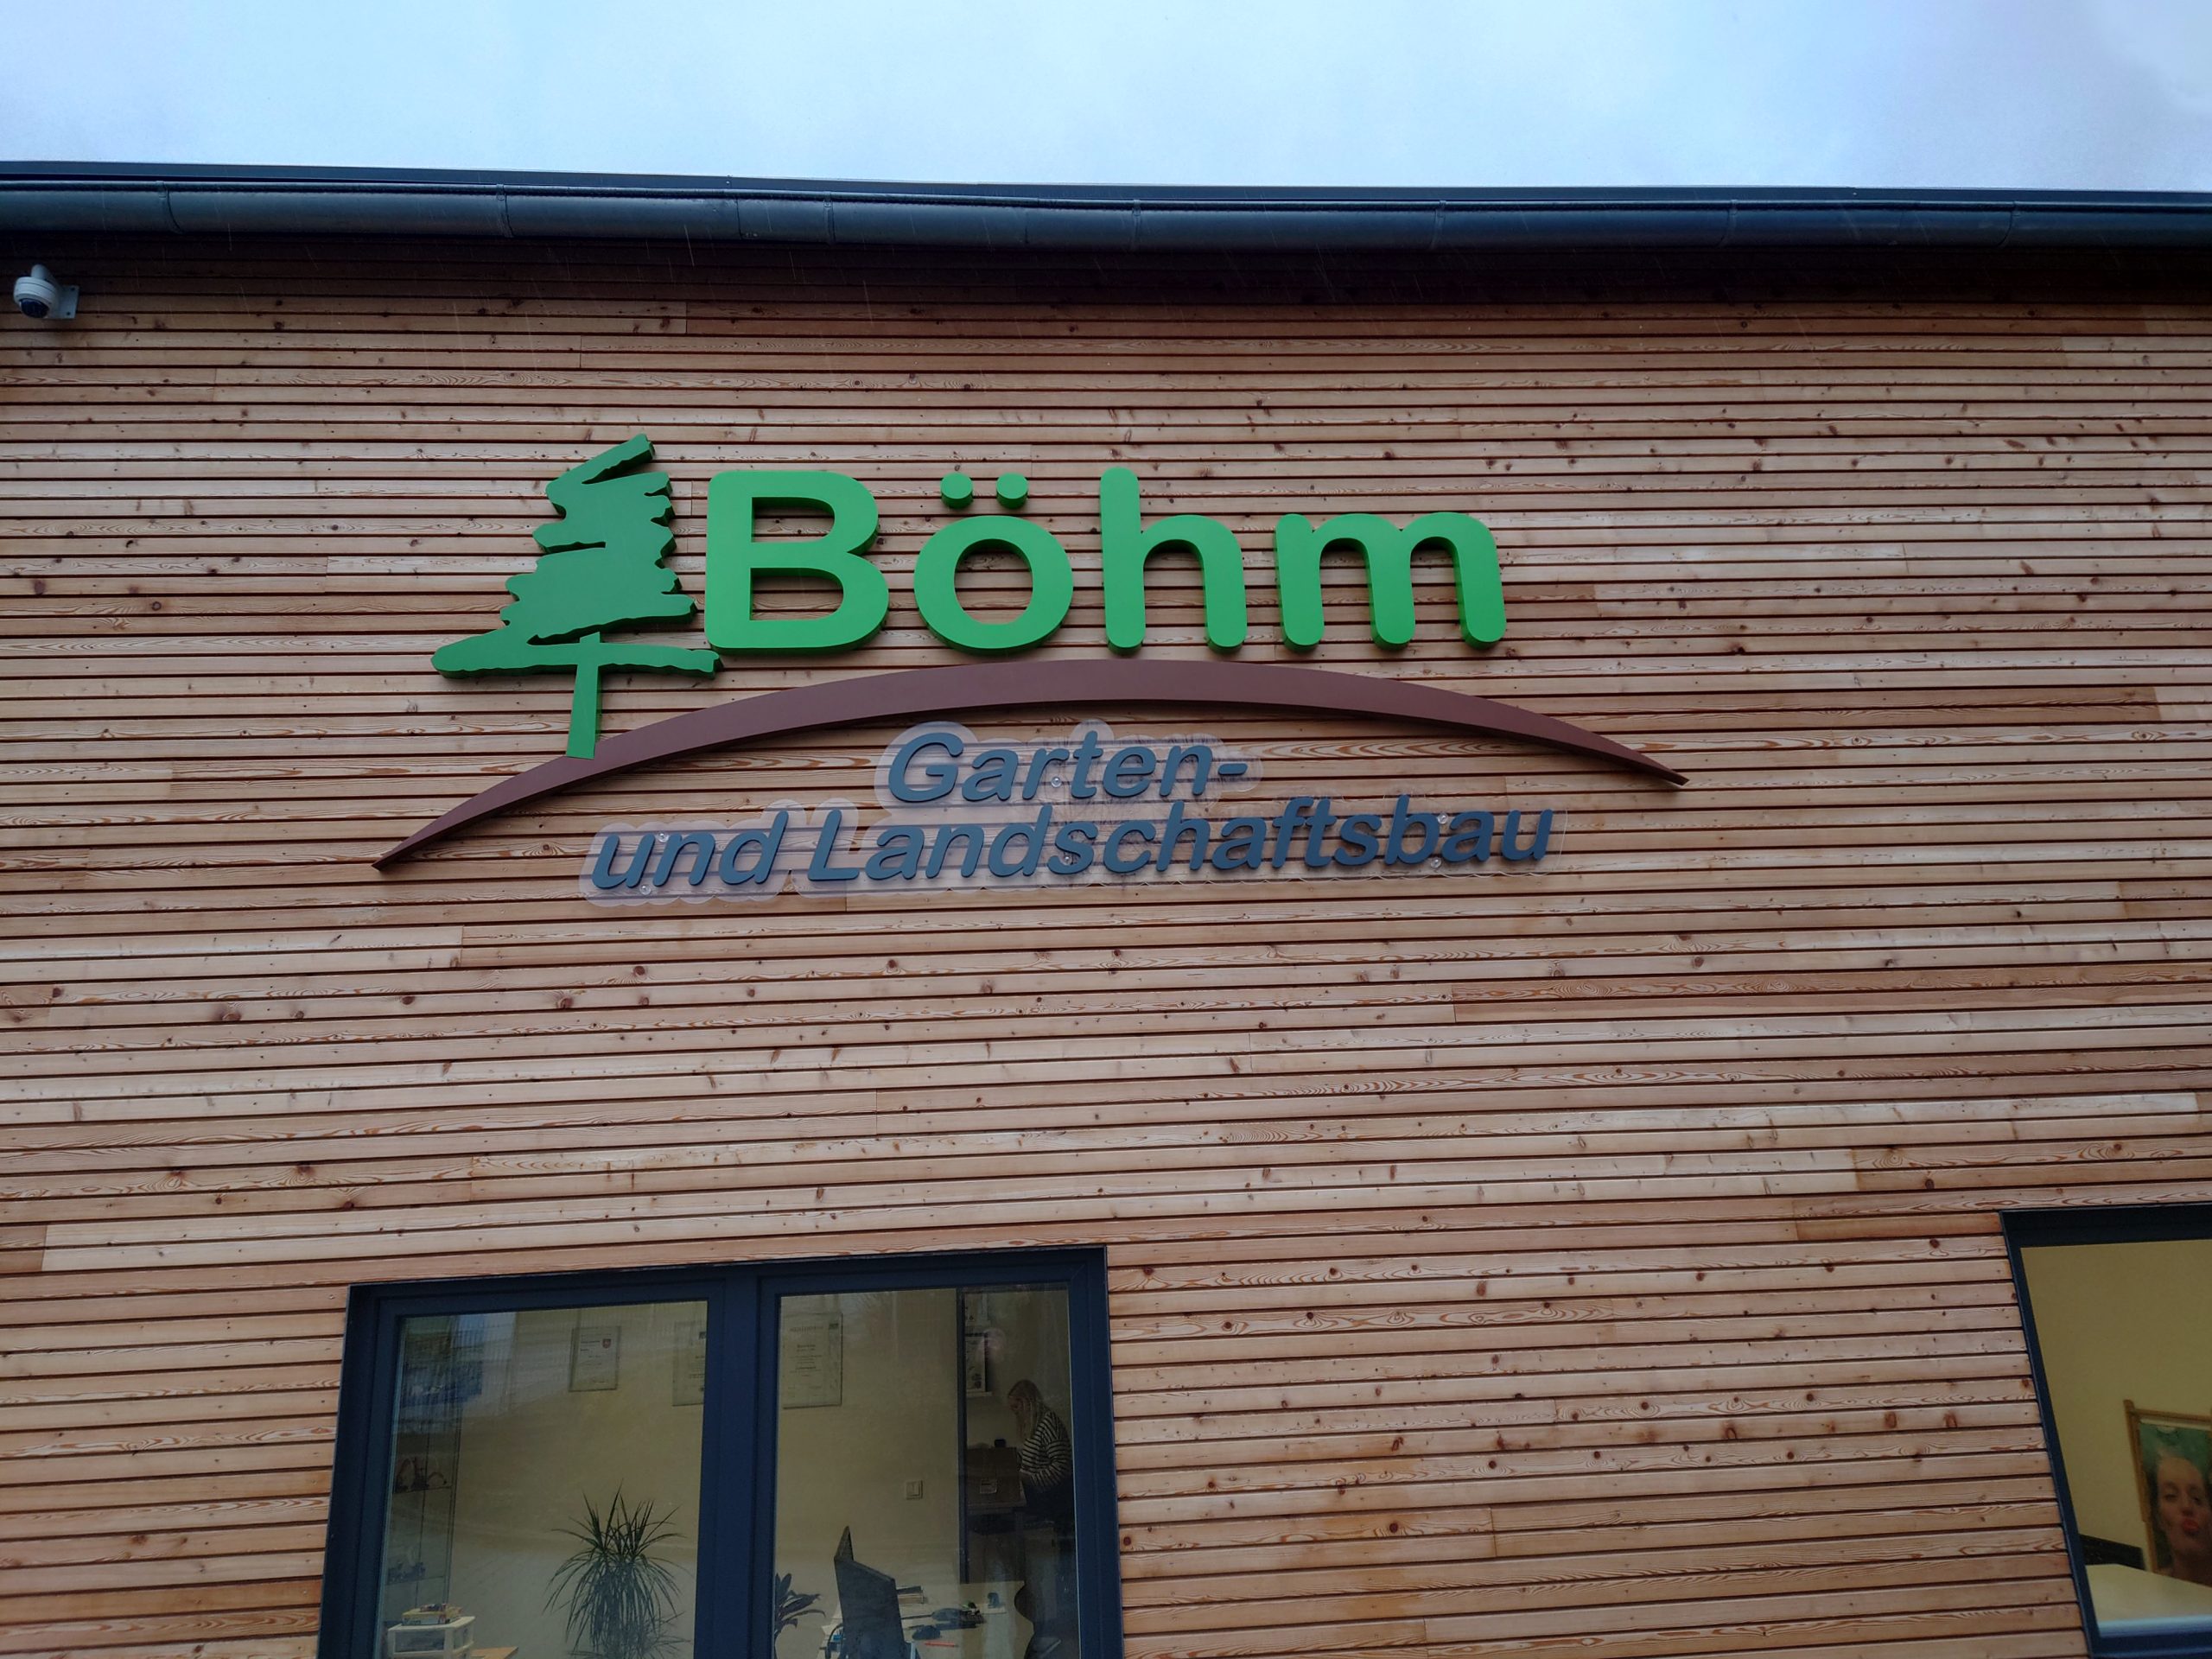 Böhm
Garten-
und Landschaftsbau